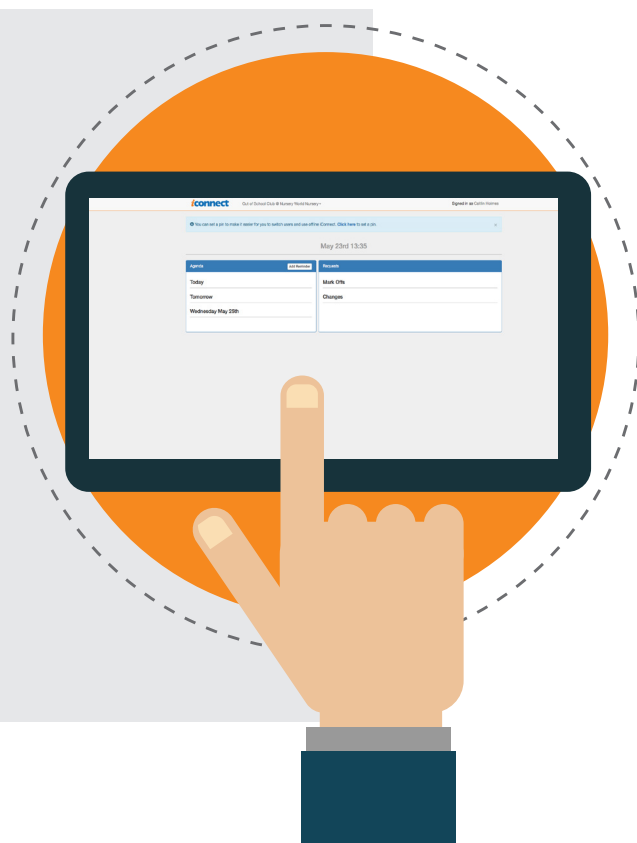 iconnect
Out of School Club @ Nursery World Nursery
Signed in as Caitlin
You can set a pin to make it easier for you to switch users and use offline iConnect. Click here to set a pin.
×
May 23rd 13:35
Agenda
Add Reminder
Requests
Today
Mark Offs
Tomorrow
Changes
Wednesday May 25th